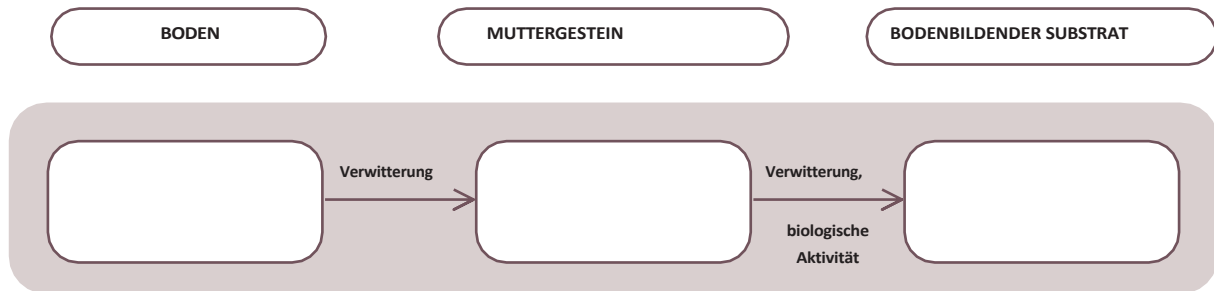 BODEN
MUTTERGESTEIN
BODENBILDENDER SUBSTRAT
Verwitterung
Verwitterung,
biologische
Aktivität